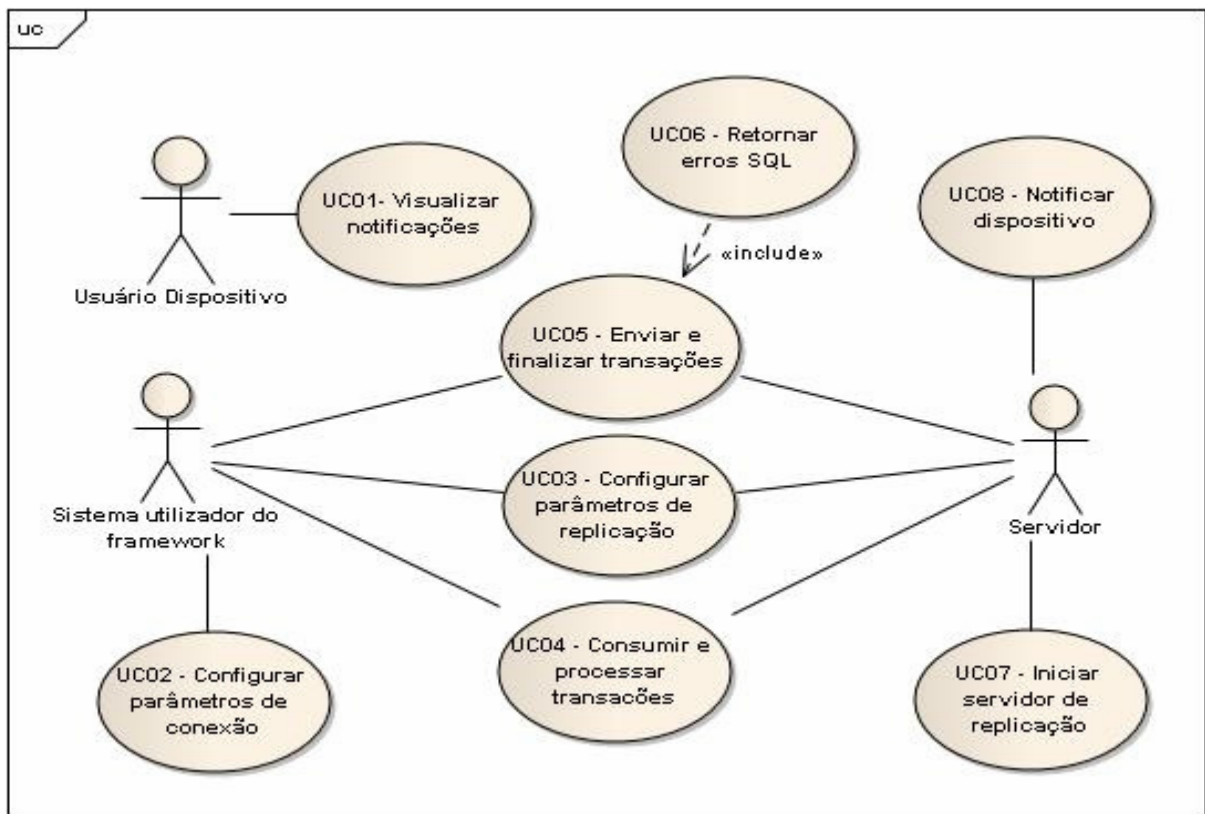 uc
UC06 - Retornar
erros SQL
UC01- Visualizar
notificações
UC08 - Notificar
dispositivo
«include»
Usuário Dispositivo
UC05 - Enviar e
finalizar transações
UC03 - Configurar
parâmetros de
replicação
Sistema utilizador do
framework
Servidor
UC04 - Consumir e
processar
transacões
UC02 - Configurar
parâmetros de
conexão
UC07 - Iniciar
servidor de
replicação